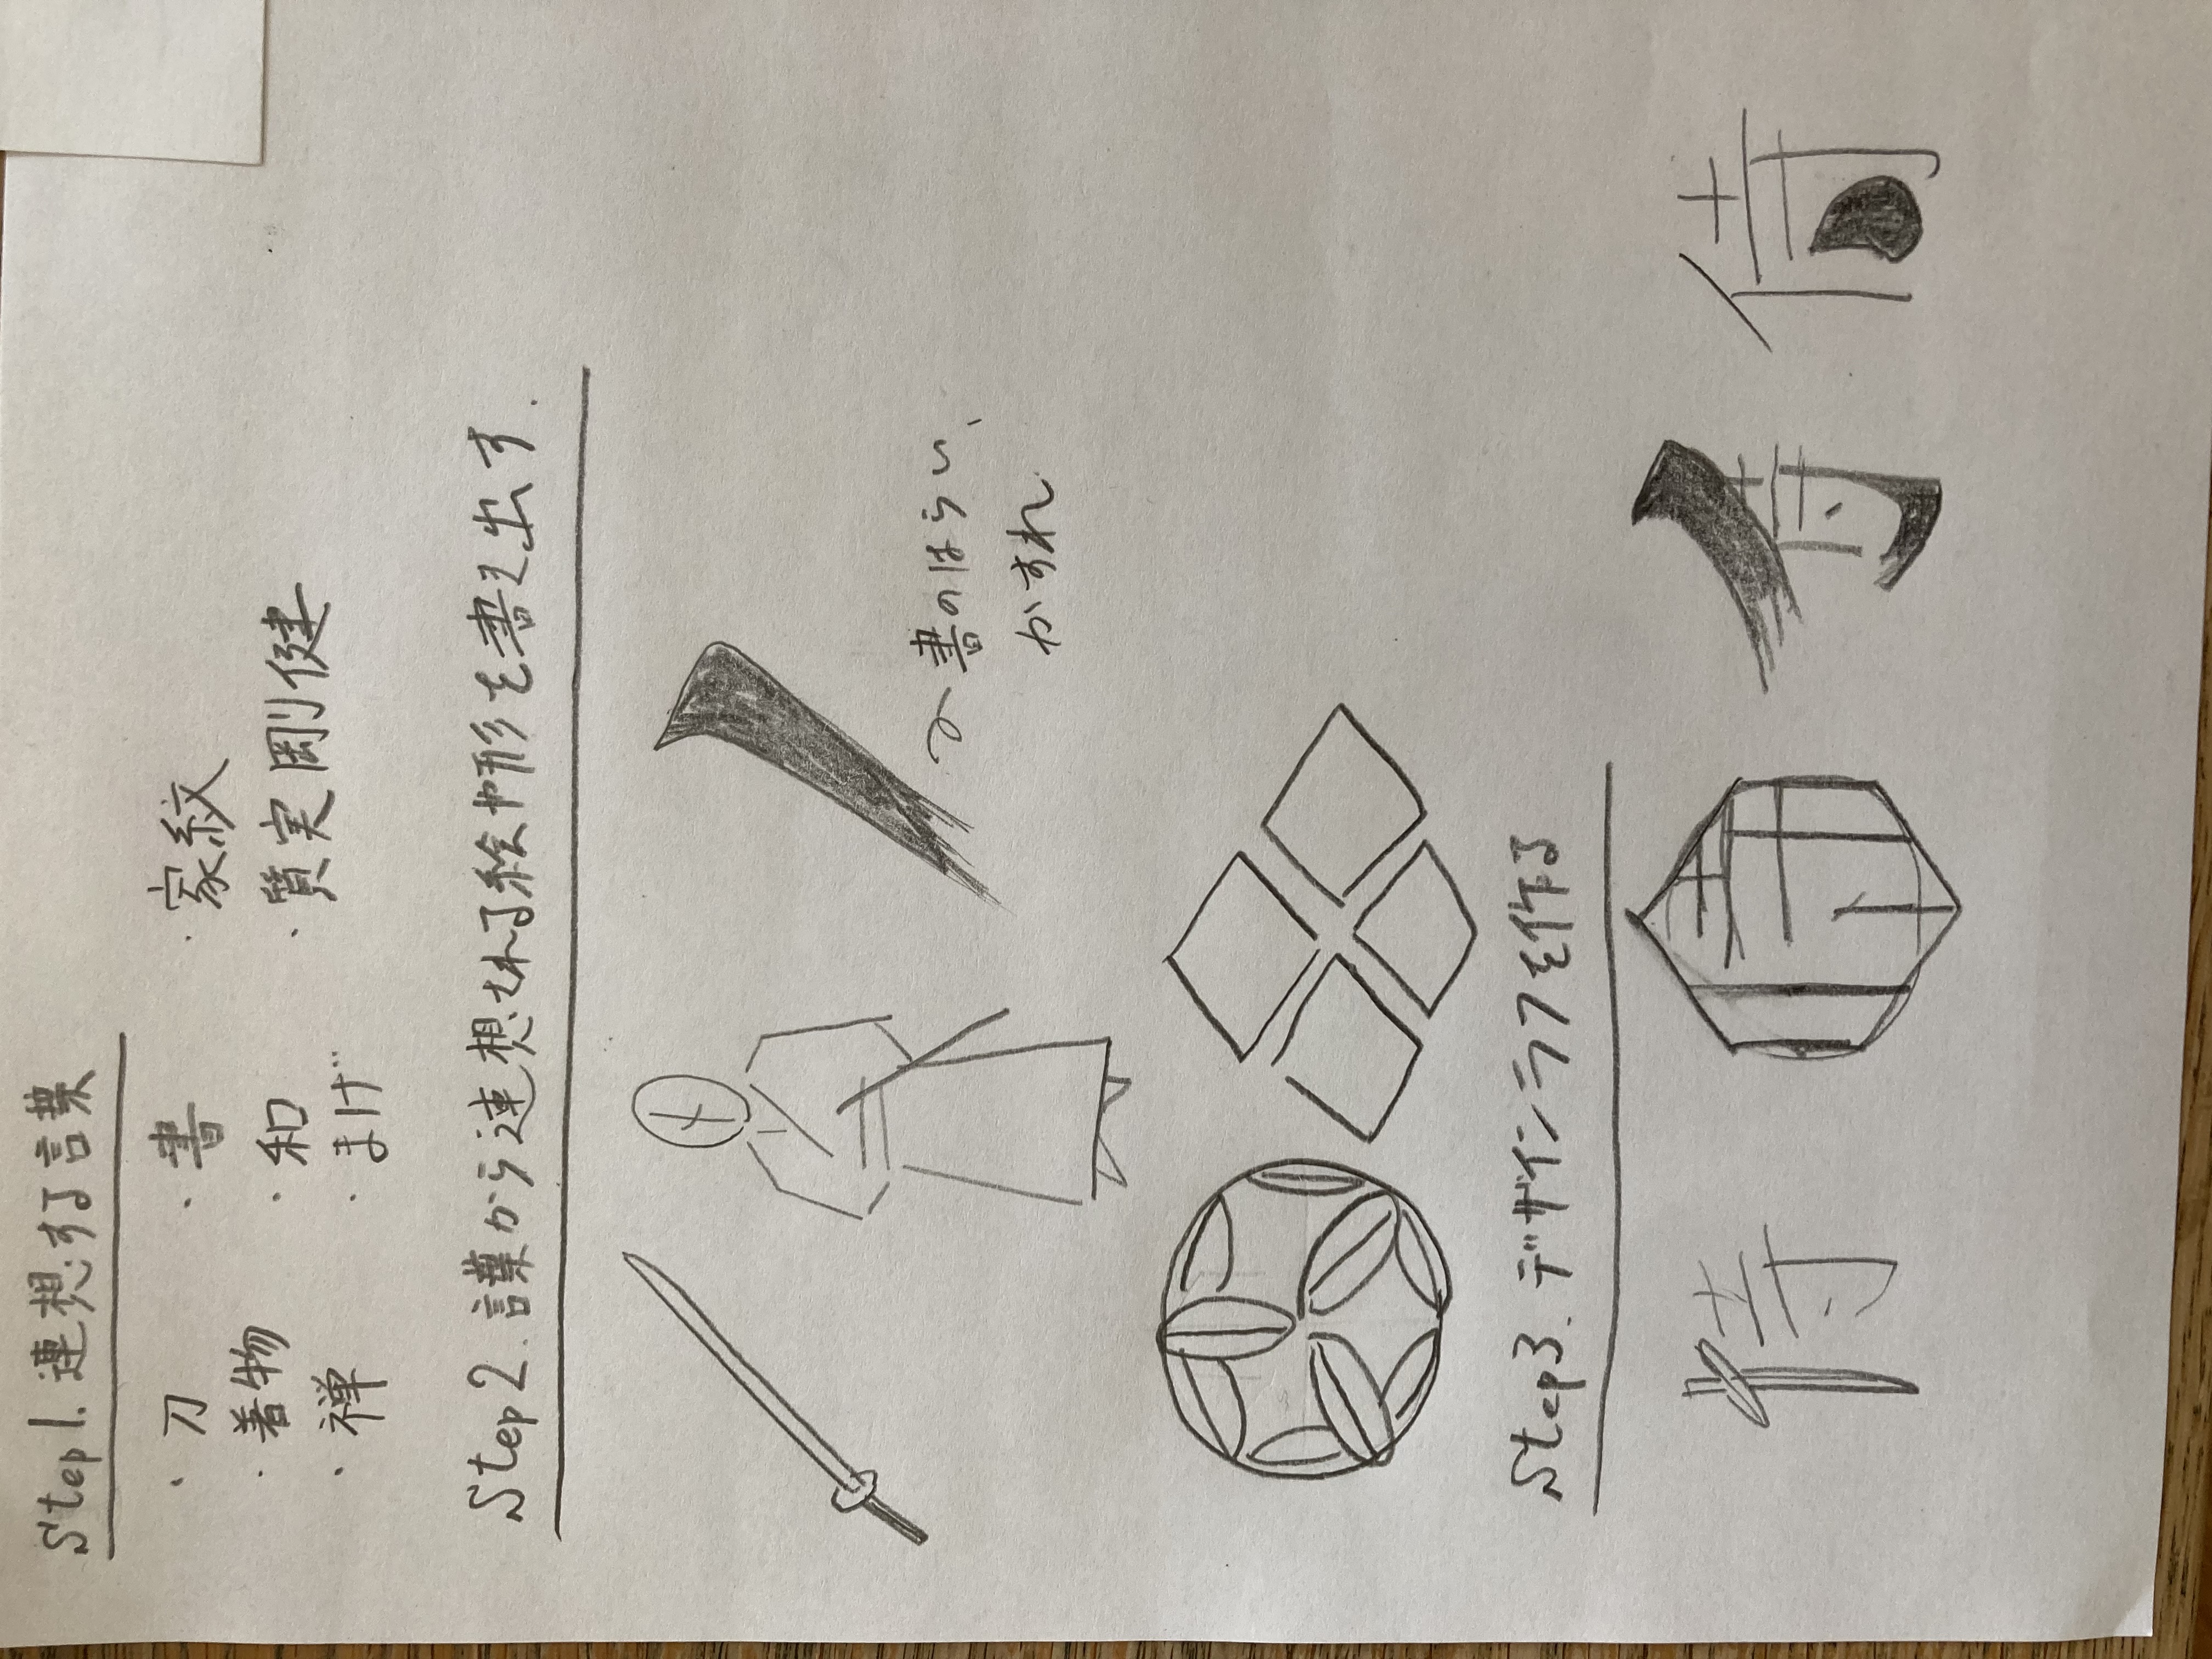 Step1. 連想する言葉
・刀 ・書 ・家紋
・着物 ・和 ・質実剛健
・禅 ・まげ
Step2. 言葉から連想される絵や形を書き出す.
書のはらい、
かすれ
Step3. デザインラフを作る
侍 侍 侍 侍